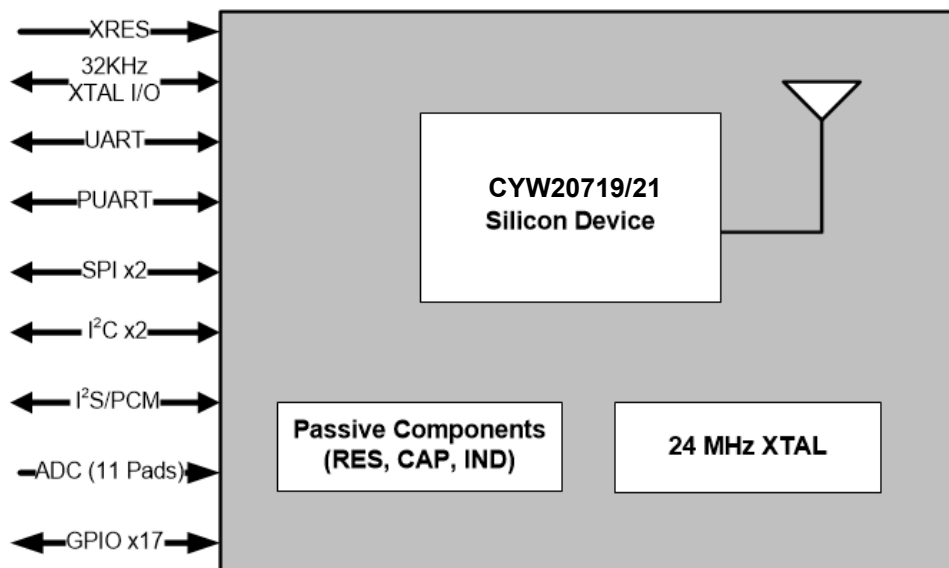 XRES
32KHz
XTAL I/O
UART
PUART
SPI x2
I²C x2
I²S/PCM
ADC (11 Pads)
GPIO x17
CYW20719/21
Silicon Device
Passive Components
(RES, CAP, IND)
24 MHz XTAL